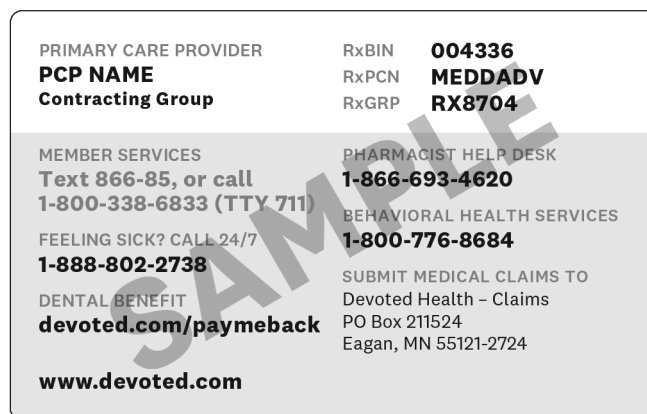 PRIMARY CARE PROVIDER
PCP NAME
Contracting Group
RxBIN 004336
RxPCN MEDDADV
RxGRP RX8704
MEMBER SERVICES
Text 866-85, or call
1-800-338-6833 (TTY 711)
FEELING SICK? CALL 24/7
1-888-802-2738
DENTAL BENEFIT
devoted.com/paymeback
www.devoted.com
PHARMACIST HELP DESK
1-866-693-4620
BEHAVIORAL HEALTH SERVICES
1-800-776-8684
SUBMIT MEDICAL CLAIMS TO
Devoted Health – Claims
PO Box 211524
Eagan, MN 55121-2724
SAMPLE